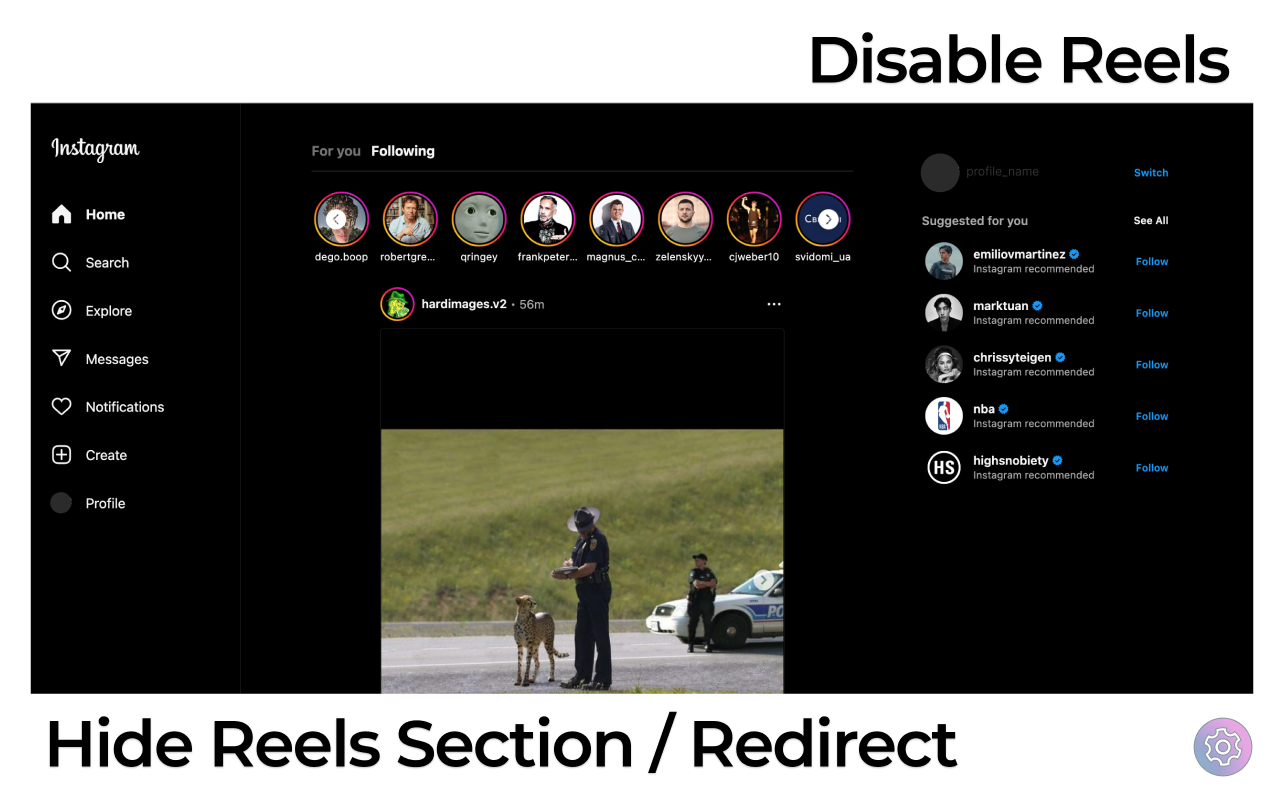 Disable Reels
Instagram
Home
Search
Explore
Messages
Notifications
Create
Profile
For you Following
dego.boop robertgre... qringey frankpeter... magnus_c... zelenskyy... cjweber10 svidomi_ua
hardimages.v2 • 56m
profile_name Switch
Suggested for you See All
emiliovmartinez
Instagram recommended
Follow
marktuan
Instagram recommended
Follow
chrissyteigen
Instagram recommended
Follow
nba
Instagram recommended
Follow
HS
highsnobiety
Instagram recommended
Follow
Hide Reels Section / Redirect